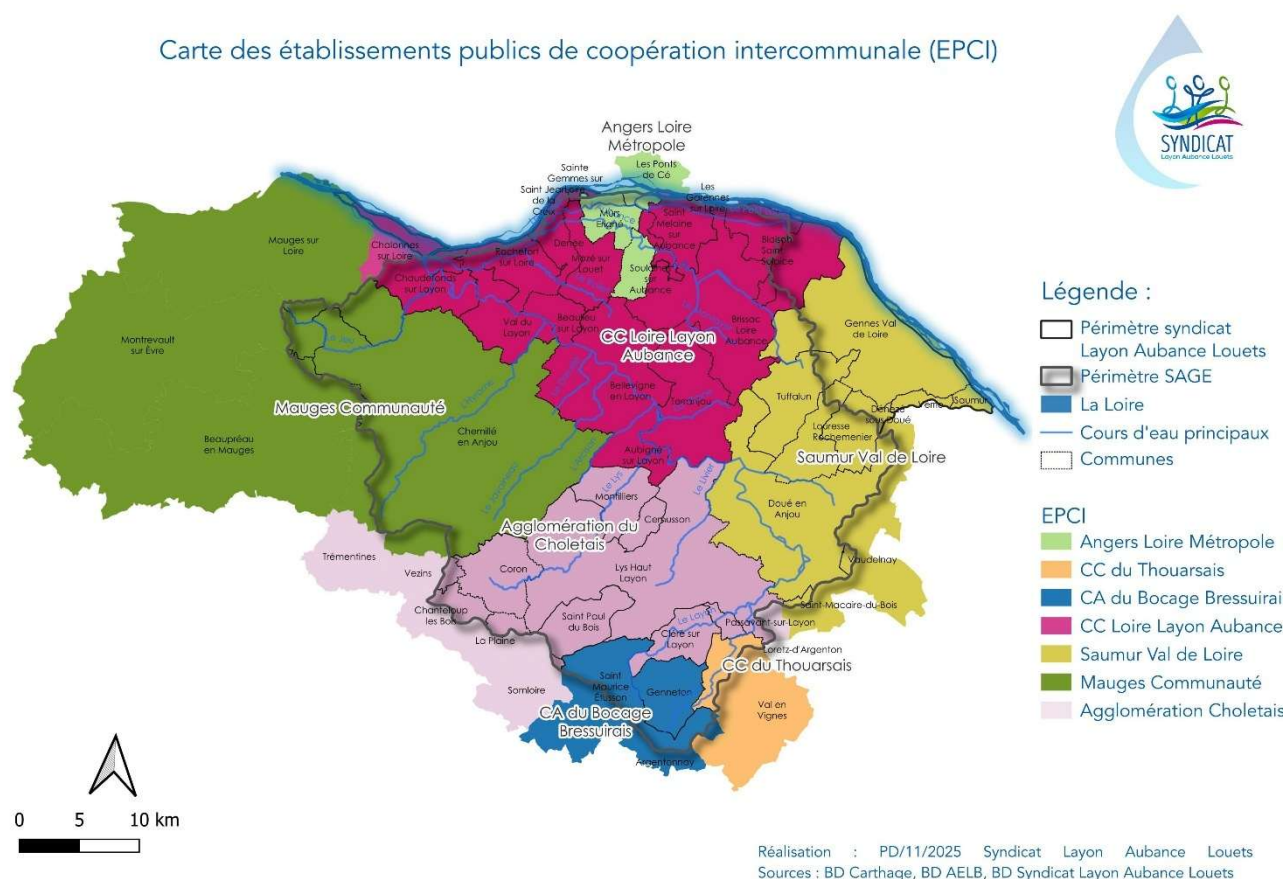 Carte des établissements publics de coopération intercommunale (EPCI)
SYNDICAT
Layon Aubance Louets
Angers Loire
Métropole
Les Ponts
de Cé
Sainte
Gemmes sur
Loire
Saint Jean
de la
Croix
Les
Garennes
sur Loire
Mûrs
Erigné
Saint
Melaine sur
Aubance
Blaison
Saint
Sulpice
Mauges sur
Loire
Chalonnes
sur Loire
Rochefort
sur Loire
Denée
Mozé sur
Louet
Soulaines
sur
Aubance
Chaudefonds
sur Layon
Val du
Layon
Beaulieu
sur Layon
CC Loire Layon
Aubance
Brissac
Loire
Aubance
Gennes Val
de Loire
Montrevault
sur Èvre
Le Jeu
Mauges Communauté
L'Hyrôme
Bellevigne
en Layon
Terranjou
Tuffalun
Verrie
Saumur
Denezé
sous Doué
Louresse
Rochemenier
Saumur Val de Loire
Beaupréau
en Mauges
Chemillé
en Anjou
Aubigné
sur Layon
Le Lys
Le Livier
Montilliers
Cernusson
Doué en
Anjou
Agglomération du
Choletais
Trémentines
Vezins
Coron
Lys Haut
Layon
Vaudelnay
Saint-Macaire-du-Bois
Chanteloup
les Bois
La Plaine
Saint Paul
du Bois
Cléré sur
Layon
Le Layon
Passavant-sur-Layon
Loretz-d'Argenton
CC du Thouarsais
Somloire
Saint
Maurice
Étusson
Genneton
CA du Bocage
Bressuirais
Val en
Vignes
Argentonnay
Légende :
Périmètre syndicat
Layon Aubance Louets
Périmètre SAGE
La Loire
Cours d'eau principaux
Communes
EPCI
Angers Loire Métropole
CC du Thouarsais
CA du Bocage Bressuirai
CC Loire Layon Aubance
Saumur Val de Loire
Mauges Communauté
Agglomération Choletais
0 5 10 km
Réalisation : PD/11/2025 Syndicat Layon Aubance Louets
Sources : BD Carthage, BD AELB, BD Syndicat Layon Aubance Louets